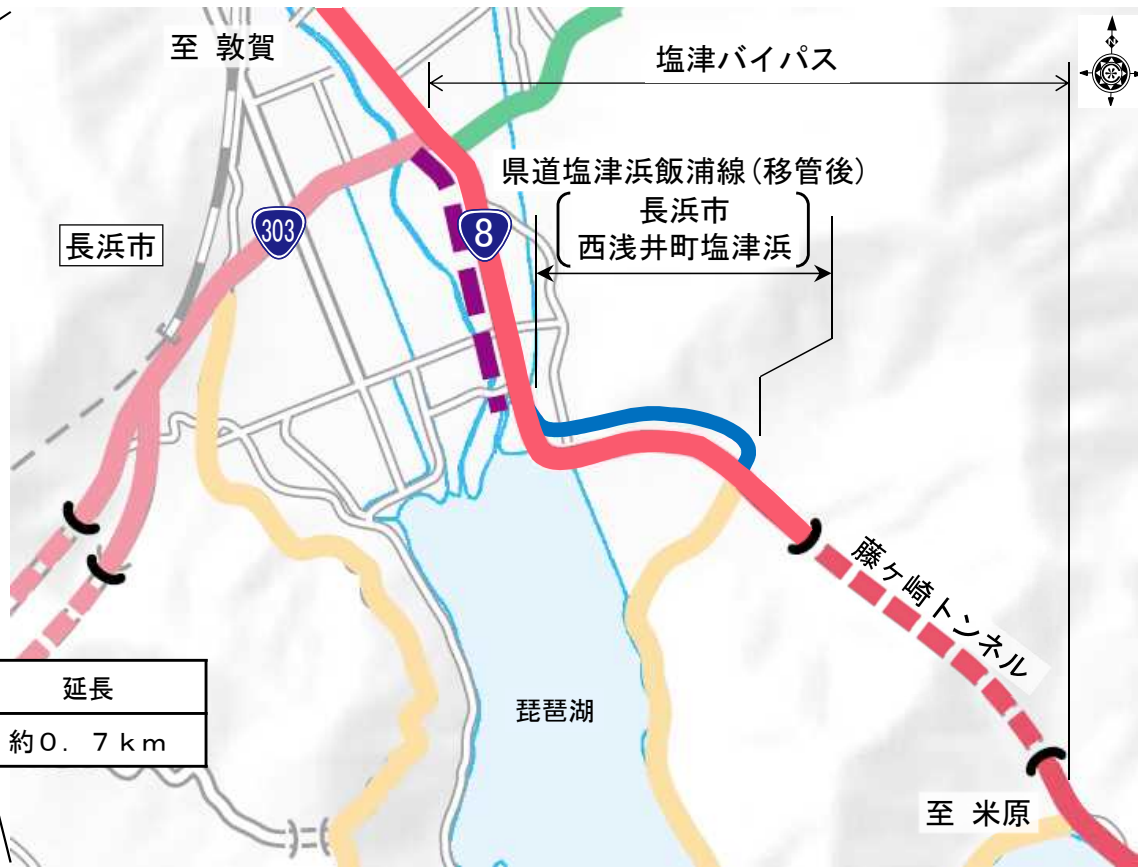 至 敦賀
塩津バイパス
N
県道塩津浜飯浦線(移管後)
長浜市
西浅井町塩津浜
長浜市
303
8
藤ヶ崎トンネル
延長
約0.7km
琵琶湖
至 米原